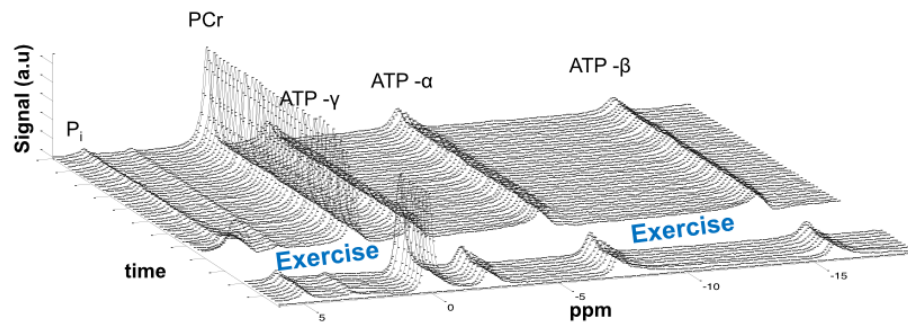 PCr
ATP -γ
ATP -α
ATP -β
Signal (a.u)
Pi
Exercise
Exercise
time
5
0
-5
-10
-15
ppm